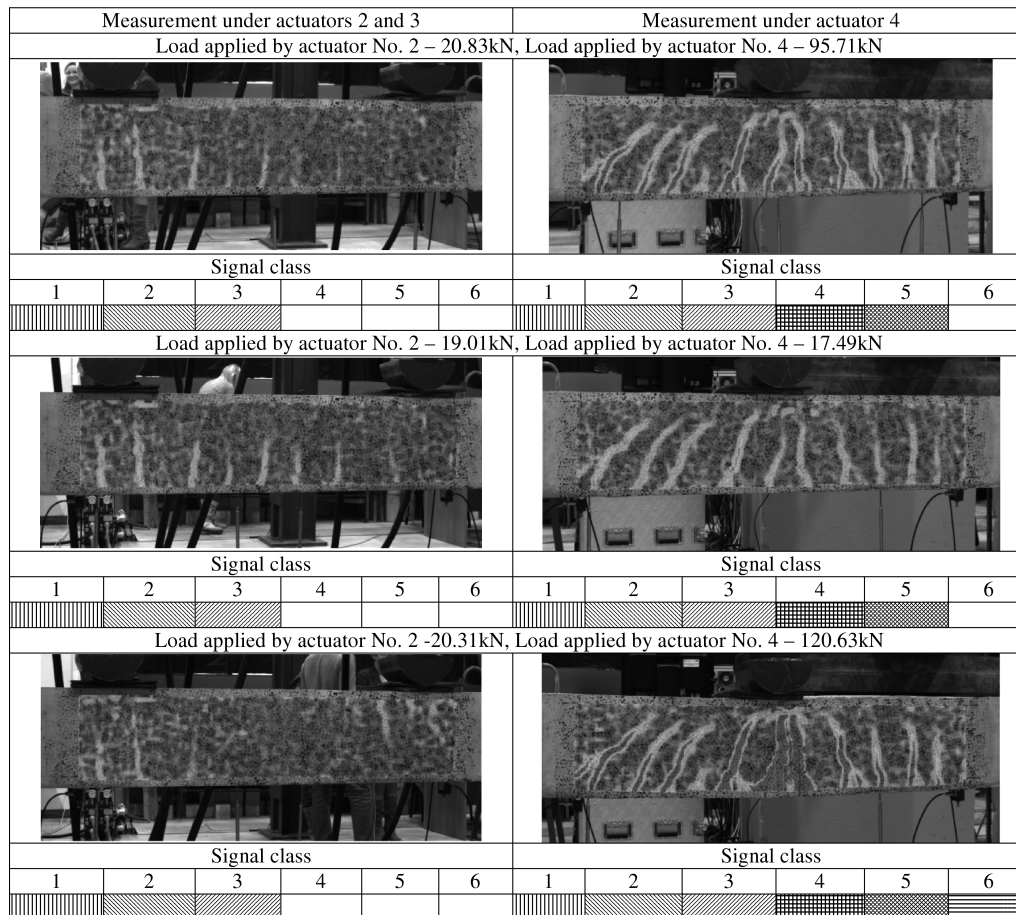 Measurement under actuators 2 and 3 Measurement under actuator 4
Load applied by actuator No. 2 – 20.83kN, Load applied by actuator No. 4 – 95.71kN
Signal class Signal class
1 2 3 4 5 6 1 2 3 4 5 6
Load applied by actuator No. 2 – 19.01kN, Load applied by actuator No. 4 – 17.49kN
Signal class Signal class
1 2 3 4 5 6 1 2 3 4 5 6
Load applied by actuator No. 2 -20.31kN, Load applied by actuator No. 4 – 120.63kN
Signal class Signal class
1 2 3 4 5 6 1 2 3 4 5 6